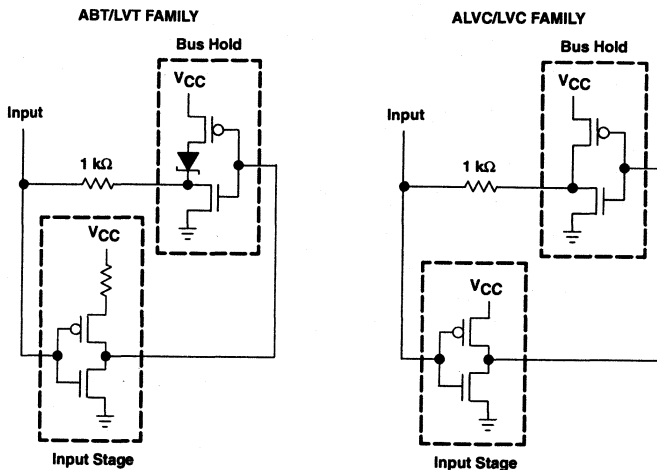 ABT/LVT FAMILY
Bus Hold
VCC
Input
1 kΩ
VCC
Input Stage
ALVC/LVC FAMILY
Bus Hold
VCC
Input
1 kΩ
VCC
Input Stage